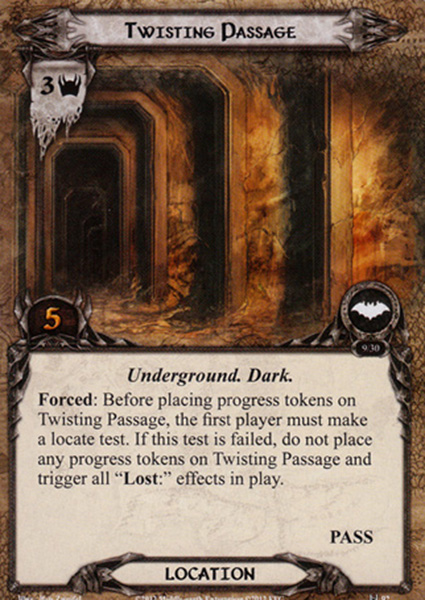 Twisting Passage
3
5
9/30
Underground. Dark.
Forced: Before placing progress tokens on
Twisting Passage, the first player must make
a locate test. If this test is failed, do not place
any progress tokens on Twisting Passage and
trigger all “Lost:” effects in play.
PASS
LOCATION